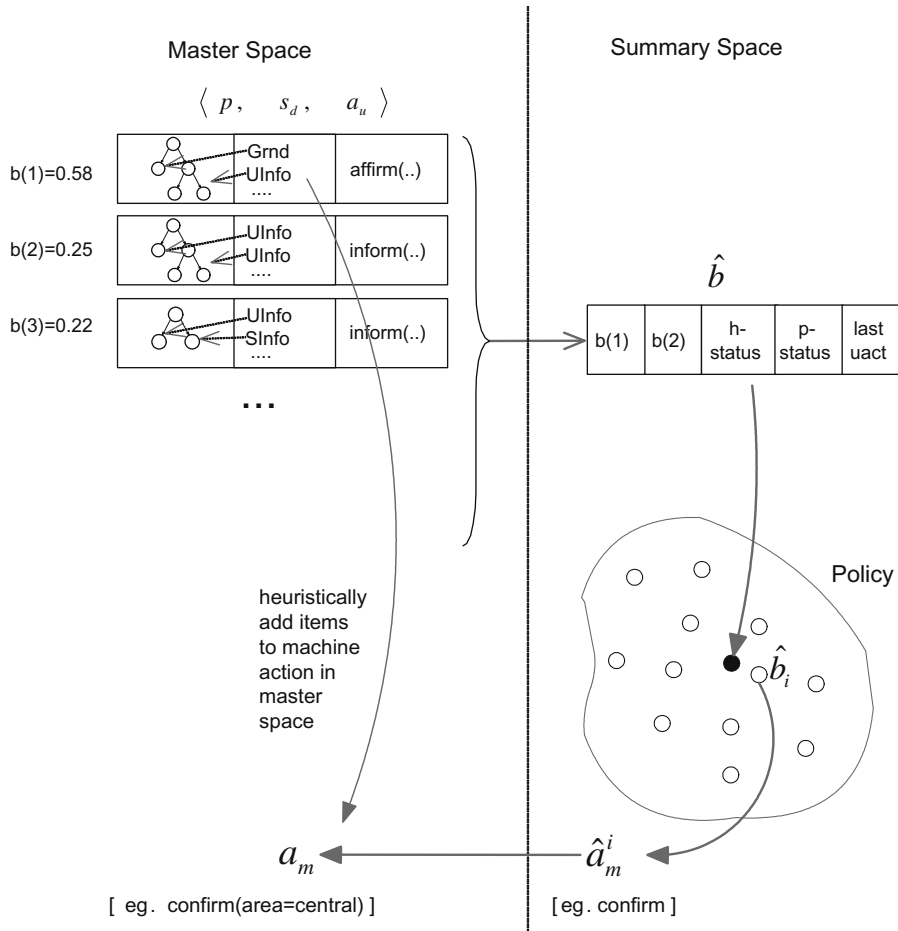 Master Space
Summary Space
⟨ p, s_d, a_u ⟩
b(1)=0.58
Grnd
UInfo
....
affirm(..)
b(2)=0.25
UInfo
UInfo
....
inform(..)
b(3)=0.22
UInfo
SInfo
....
inform(..)
...
b̂
b(1)
b(2)
h-
status
p-
status
last
uact
Policy
b̂_i
heuristically
add items
to machine
action in
master
space
a_m
â_m^i
[ eg. confirm(area=central) ]
[ eg. confirm ]